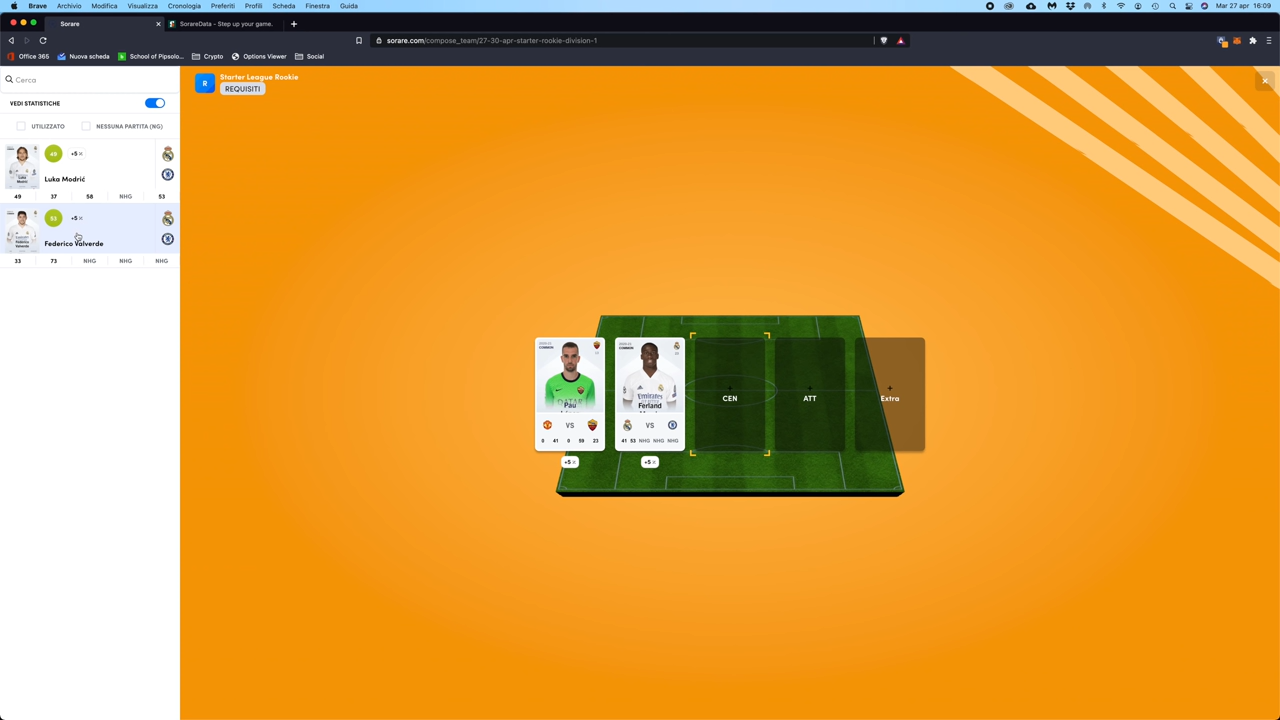 Brave Archivio Modifica Visualizza Cronologia Preferiti Profili Scheda Finestra Guida Mar 27 apr 16:09
Sorare SorareData - Step up your game.
sorare.com/compose_team/27-30-apr-starter-rookie-division-1
Office 365 Nuova scheda School of Pipsolo... Crypto Options Viewer Social
Cerca
VEDI STATISTICHE
UTILIZZATO NESSUNA PARTITA (NG)
49 +5
Luka Modrić
49 37 58 NHG 53
53 +5
Federico Valverde
33 73 NHG NHG NHG
R Starter League Rookie
REQUISITI
Pau
VS
0 41 0 59 23
+5
Ferland
VS
41 53 NHG NHG NHG
+5
CEN
ATT
Extra